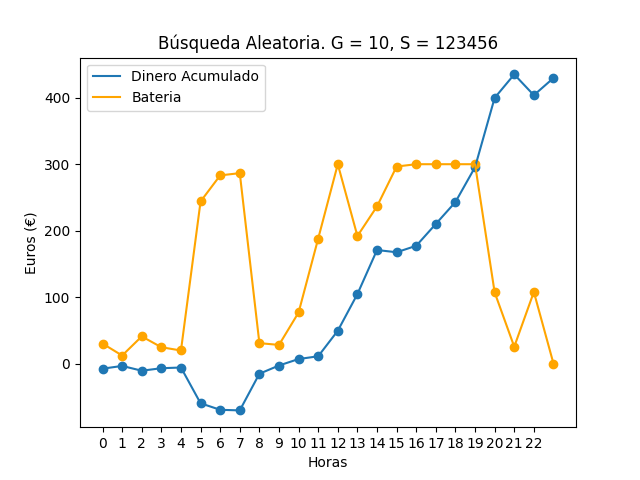 Búsqueda Aleatoria. G = 10, S = 123456
Dinero Acumulado
Bateria
Euros (€)
400
300
200
100
0
0 1 2 3 4 5 6 7 8 9 10 11 12 13 14 15 16 17 18 19 20 21 22
Horas